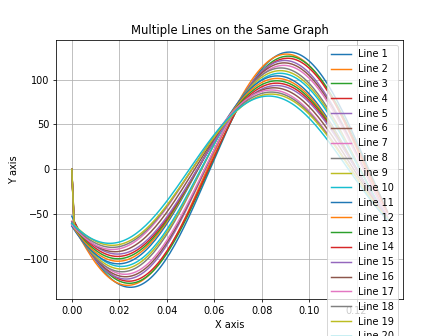 Multiple Lines on the Same Graph
Y axis
100
50
0
−50
−100
0.00
0.02
0.04
0.06
0.08
0.10
X axis
Line 1
Line 2
Line 3
Line 4
Line 5
Line 6
Line 7
Line 8
Line 9
Line 10
Line 11
Line 12
Line 13
Line 14
Line 15
Line 16
Line 17
Line 18
Line 19
Line 20